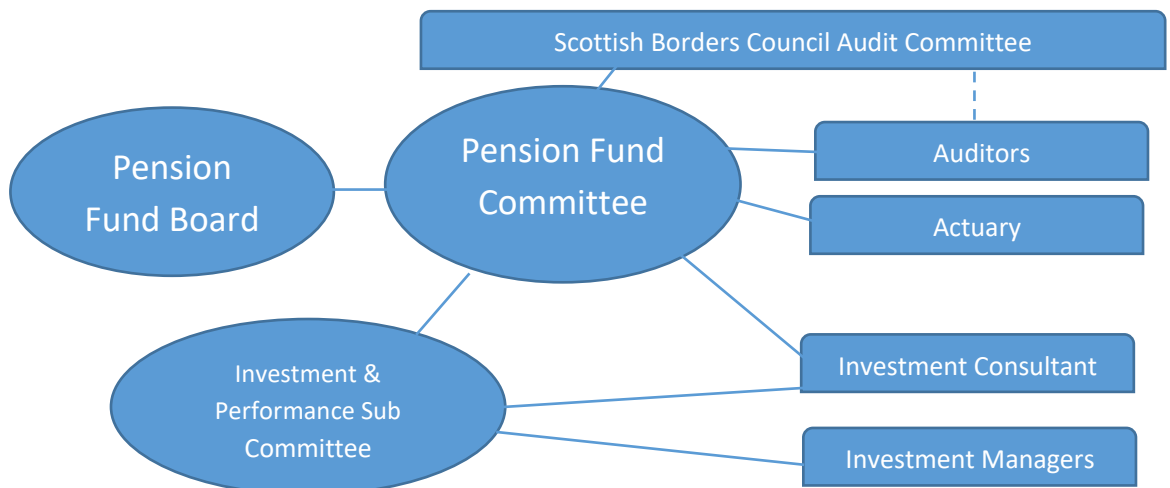 Scottish Borders Council Audit Committee
Pension
Fund Board
Pension Fund
Committee
Auditors
Actuary
Investment &
Performance Sub
Committee
Investment Consultant
Investment Managers